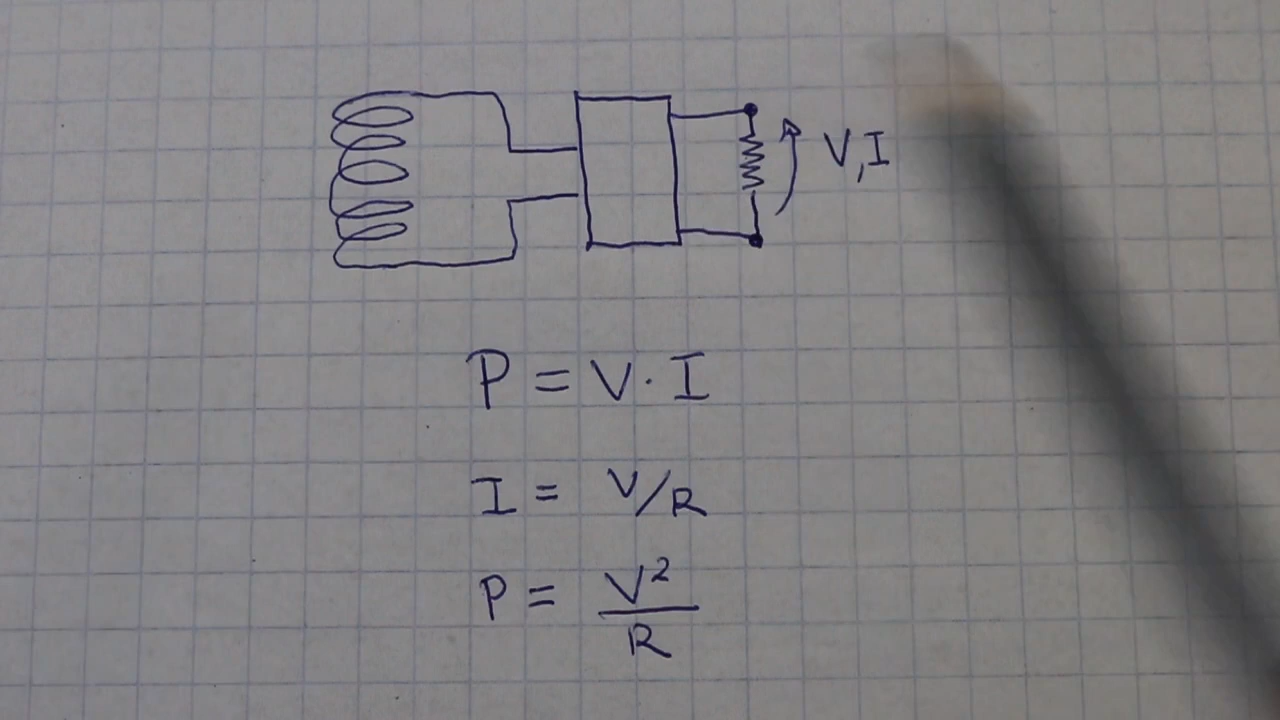 V, I
P = V · I
I = V/R
P = V²/R